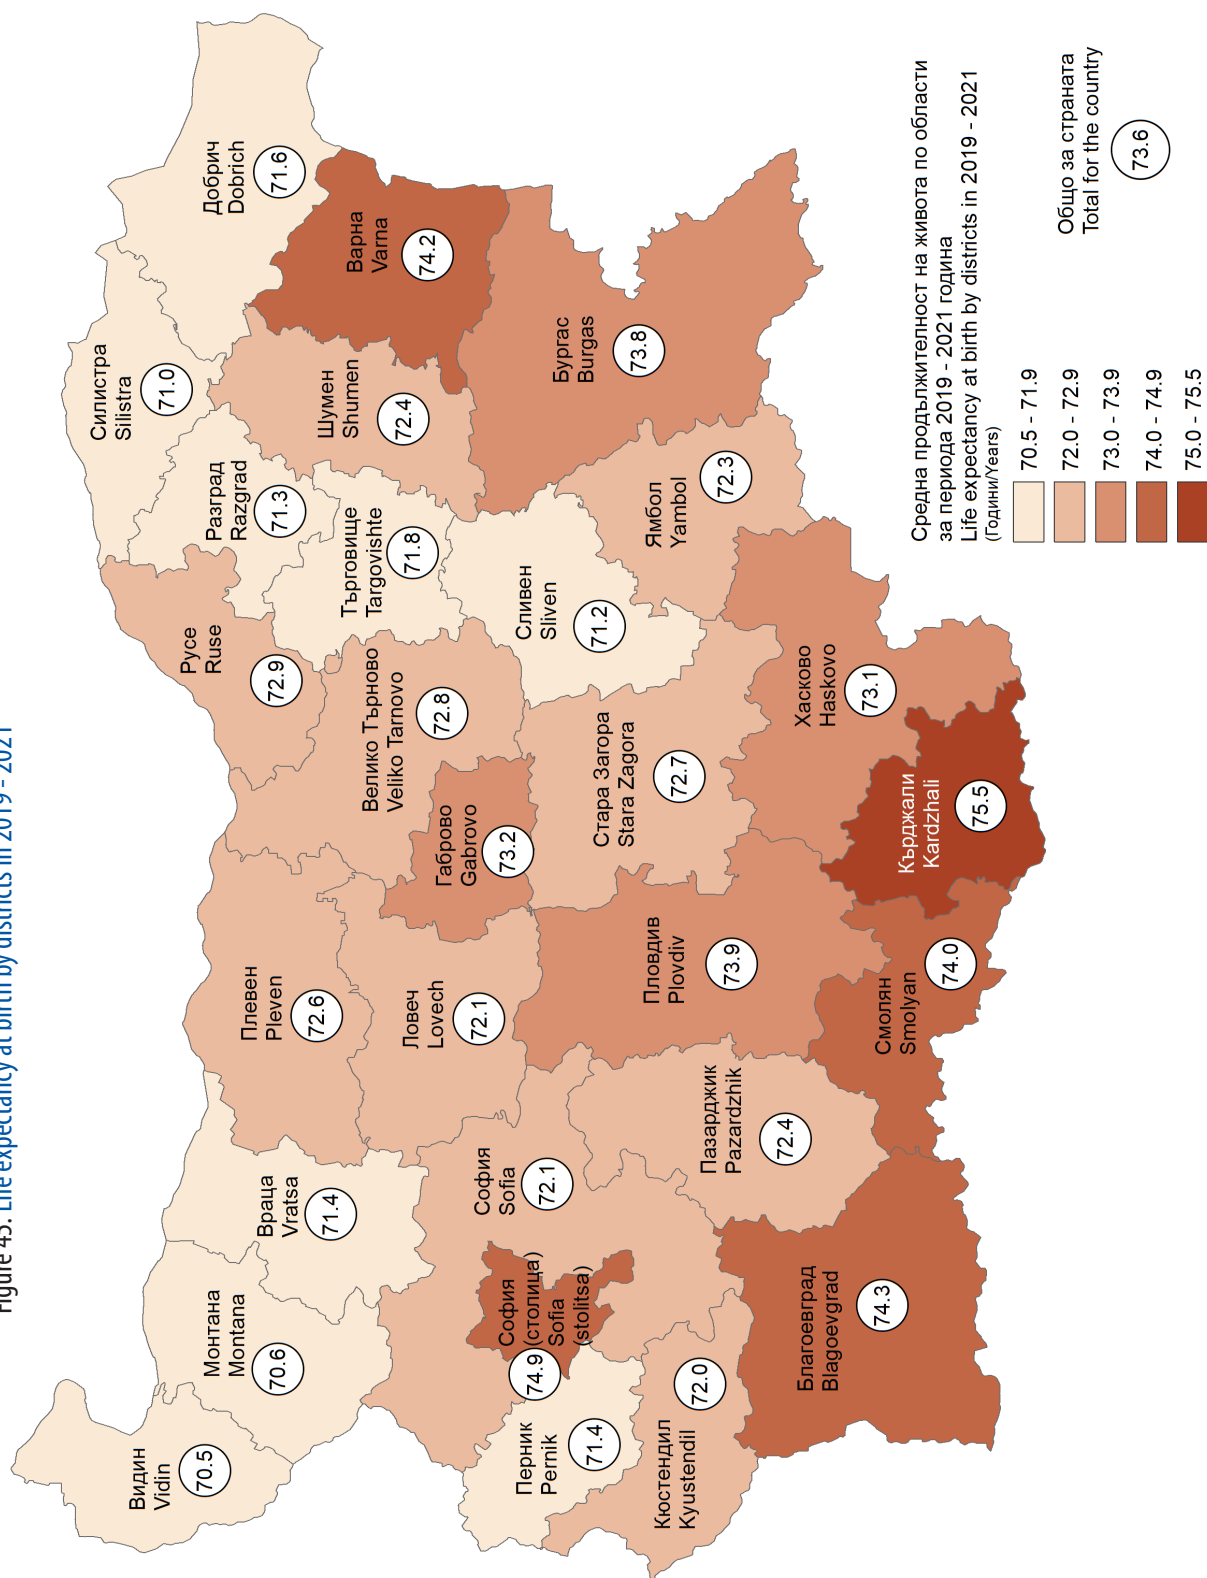 Figure 45. Life expectancy at birth by districts in 2019 - 2021
Видин
Vidin
70.5
Монтана
Montana
70.6
Враца
Vratsa
71.4
Плевен
Pleven
72.6
Ловеч
Lovech
72.1
Велико Търново
Veliko Tarnovo
72.8
Габрово
Gabrovo
73.2
Русе
Ruse
72.9
Разград
Razgrad
71.3
Силистра
Silistra
71.0
Добрич
Dobrich
71.6
Търговище
Targovishte
71.8
Шумен
Shumen
72.4
Варна
Varna
74.2
Бургас
Burgas
73.8
Сливен
Sliven
71.2
Ямбол
Yambol
72.3
Стара Загора
Stara Zagora
72.7
Хасково
Haskovo
73.1
Кърджали
Kardzhali
75.5
Пловдив
Plovdiv
73.9
Смолян
Smolyan
74.0
Пазарджик
Pazardzhik
72.4
София
Sofia
72.1
София
(столица)
Sofia
(stolitsa)
74.9
Перник
Pernik
71.4
Кюстендил
Kyustendil
72.0
Благоевград
Blagoevgrad
74.3
Средна продължителност на живота по области
за периода 2019 - 2021 година
Life expectancy at birth by districts in 2019 - 2021
(Години/Years)
70.5 - 71.9
72.0 - 72.9
73.0 - 73.9
74.0 - 74.9
75.0 - 75.5
Общо за страната
Total for the country
73.6